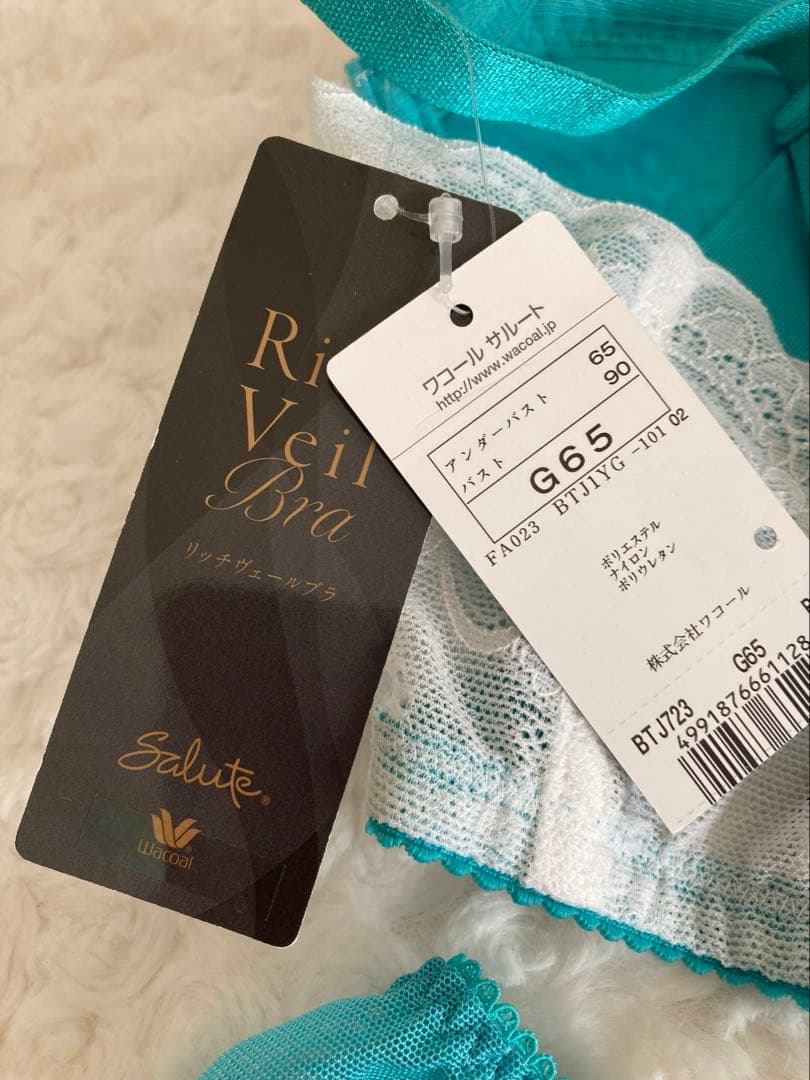 Ri
Veil
Bra
リッチヴェールブラ
Salute®
Wacoal
ワコール サルート
http://www.wacoal.jp
アンダーバスト 65
バスト 90
G65
FA023 BTJ1YG -101 02
ポリエステル
ナイロン
ポリウレタン
株式会社ワコール
BTJ723 G65
4991876661128